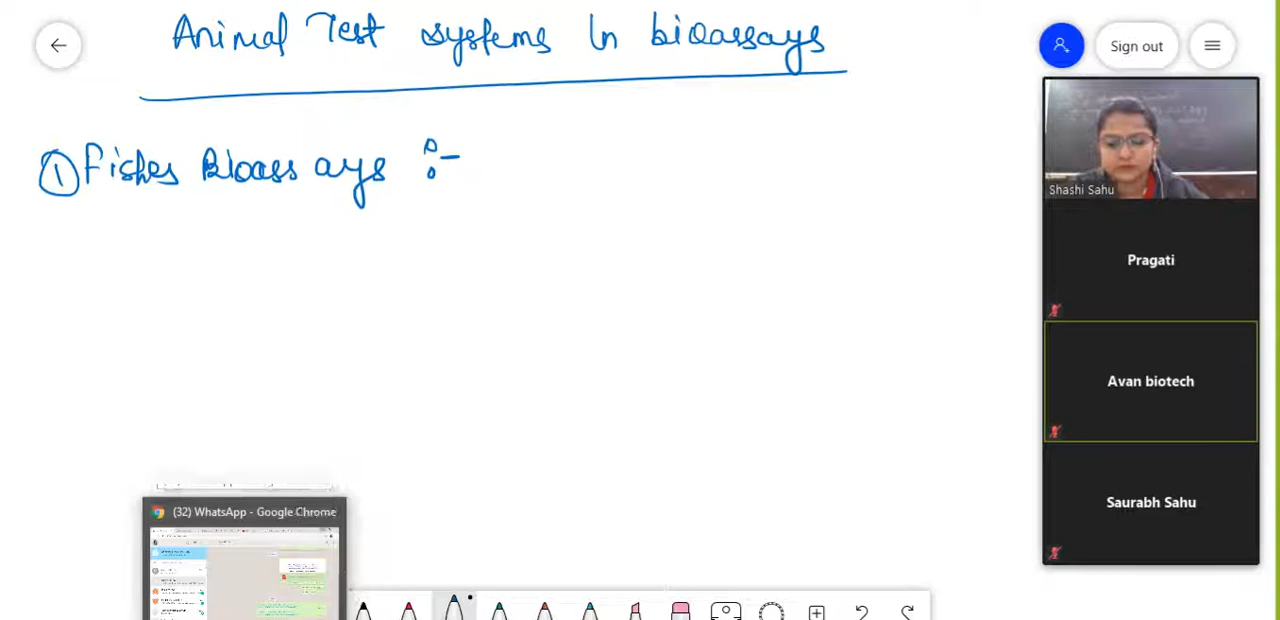 Animal Test systems In bioassays
Sign out
① Fishes Bioassays :-
Shashi Sahu
Pragati
Avan biotech
Saurabh Sahu
(32) WhatsApp - Google Chrome